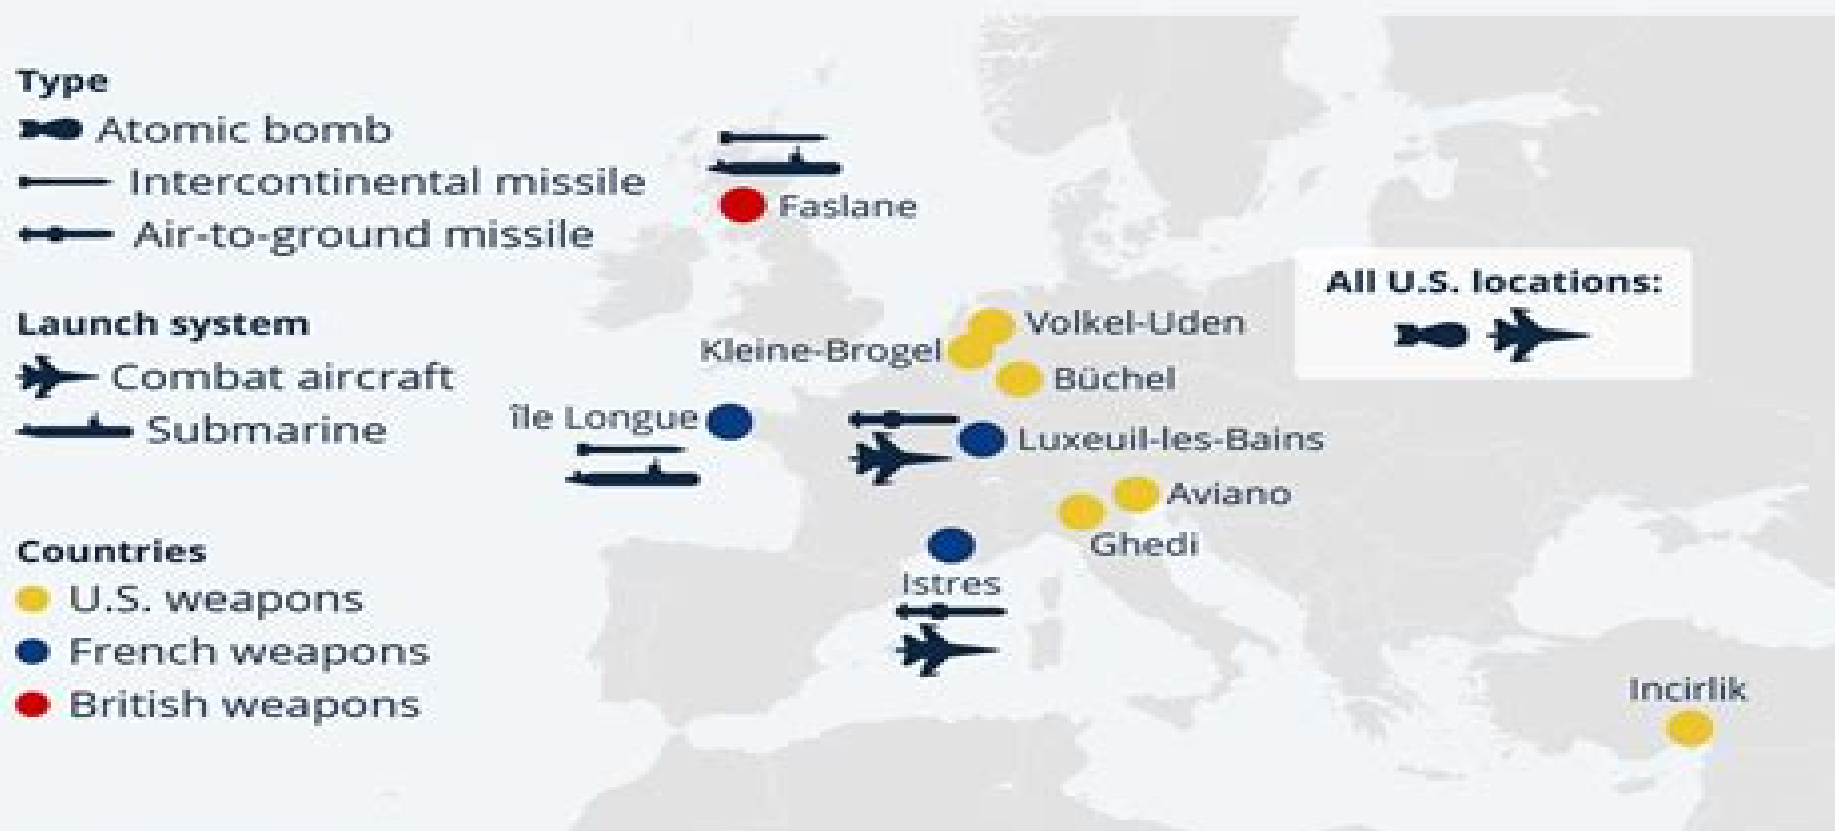 Type
Atomic bomb
Intercontinental missile
Air-to-ground missile
Launch system
Combat aircraft
Submarine
Countries
U.S. weapons
French weapons
British weapons
Faslane
All U.S. locations:
Volkel-Uden
Kleine-Brogel
Büchel
île Longue
Luxeuil-les-Bains
Aviano
Ghedi
Istres
Incirlik